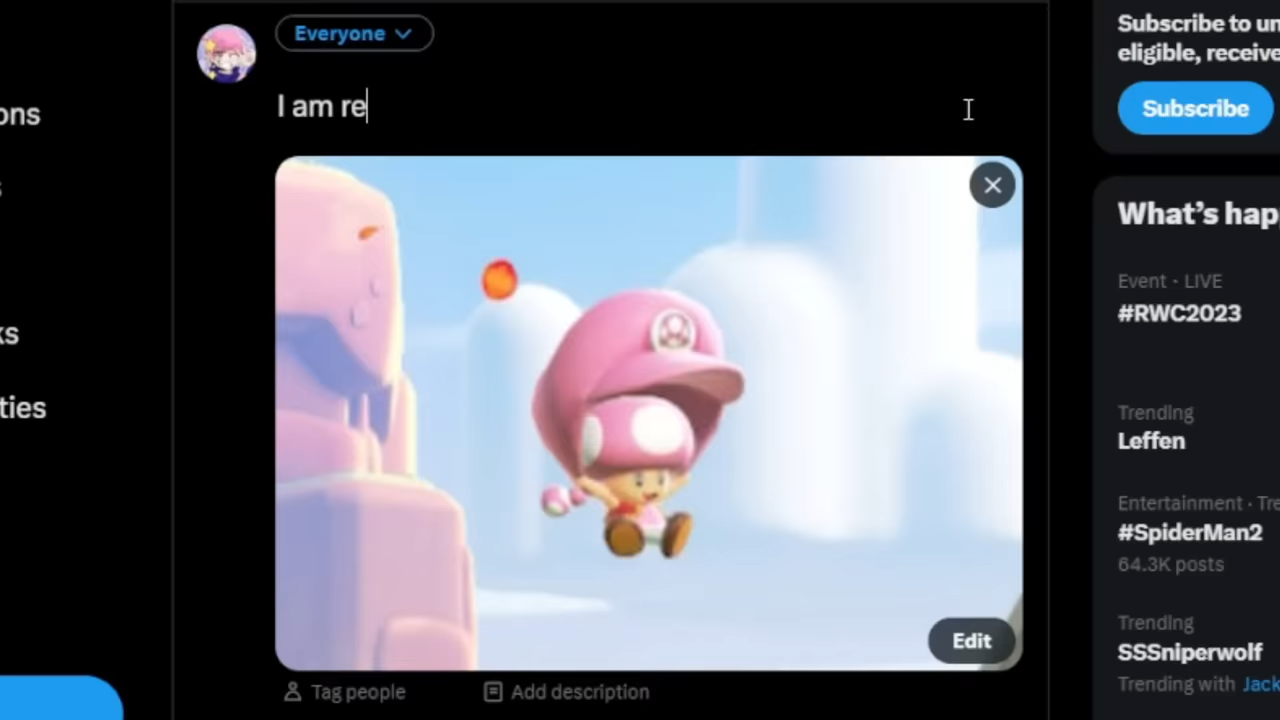 Everyone
I am re
Edit
Tag people
Add description
ons
s
ks
ties
Subscribe to un
eligible, receive
Subscribe
What's hap
Event · LIVE
#RWC2023
Trending
Leffen
Entertainment · Tre
#SpiderMan2
64.3K posts
Trending
SSSniperwolf
Trending with Jack